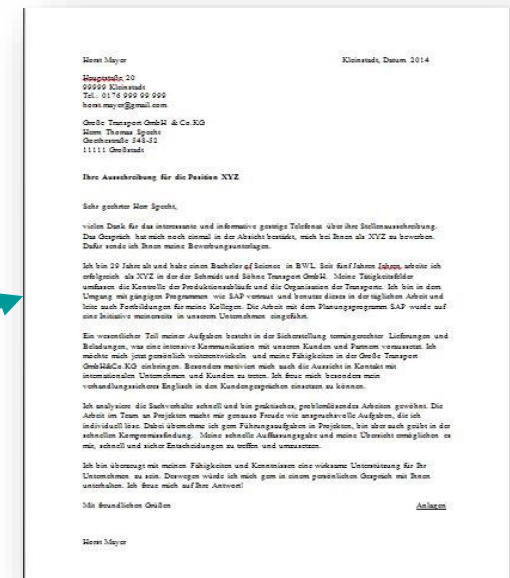 Horst Mayer Kleinstadt, Datum 2014
Hauptstraße 20
99999 Kleinstadt
Tel.: 0176 999 99 999
horst.mayer@gmail.com
Große Transport GmbH & Co.KG
Herrn Thomas Specht
Goethestraße 548-52
11111 Großstadt
Ihre Ausschreibung für die Position XYZ
Sehr geehrter Herr Specht,
vielen Dank für das interessante und informative gestrige Telefonat über ihre Stellenausschreibung.
Das Gespräch hat mich noch einmal in der Absicht bestärkt, mich bei Ihnen als XYZ zu bewerben.
Dafür sende ich Ihnen meine Bewerbungsunterlagen.
Ich bin 29 Jahre alt und habe einen Bachelor of Science in BWL. Seit fünf Jahren Jahren, arbeite ich
erfolgreich als XYZ in der der Schmidt und Söhne Transport GmbH. Meine Tätigkeitsfelder
umfassen die Kontrolle der Produktionsabläufe und die Organisation der Transporte. Ich bin in dem
Umgang mit gängigen Programmen wie SAP vertraut und benutze dieses in der täglichen Arbeit und
leite auch Fortbildungen für meine Kollegen. Die Arbeit mit dem Planungsprogramm SAP wurde auf
eine Initiative meinerseits in unserem Unternehmen eingeführt.
Ein wesentlicher Teil meiner Aufgaben besteht in der Sicherstellung termingerechter Lieferungen und
Beladungen, was eine intensive Kommunikation mit unseren Kunden und Partnern voraussetzt. Ich
möchte mich jetzt persönlich weiterentwickeln und meine Fähigkeiten in der Große Transport
GmbH&Co.KG einbringen. Besonders motiviert mich auch die Aussicht in Kontakt mit
internationalen Unternehmen und Kunden zu treten. Ich freue mich besonders mein
verhandlungssicheres Englisch in den Kundengesprächen einsetzen zu können.
Ich analysiere die Sachverhalte schnell und bin praktisches, problemlösendes Arbeiten gewöhnt. Die
Arbeit im Team an Projekten macht mir genauso Freude wie anspruchsvolle Aufgaben, die ich
individuell löse. Dabei übernehme ich gern Führungsaufgaben in Projekten, bin aber auch geübt in der
schnellen Kompromissfindung. Meine schnelle Auffassungsgabe und meine Übersicht ermöglichen es
mir, schnell und sicher Entscheidungen zu treffen und umzusetzen.
Ich bin überzeugt mit meinen Fähigkeiten und Kenntnissen eine wirksame Unterstützung für Ihr
Unternehmen zu sein. Deswegen würde ich mich gern in einem persönlichen Gespräch mit Ihnen
unterhalten. Ich freue mich auf Ihre Antwort!
Mit freundlichen Grüßen Anlagen
Horst Mayer